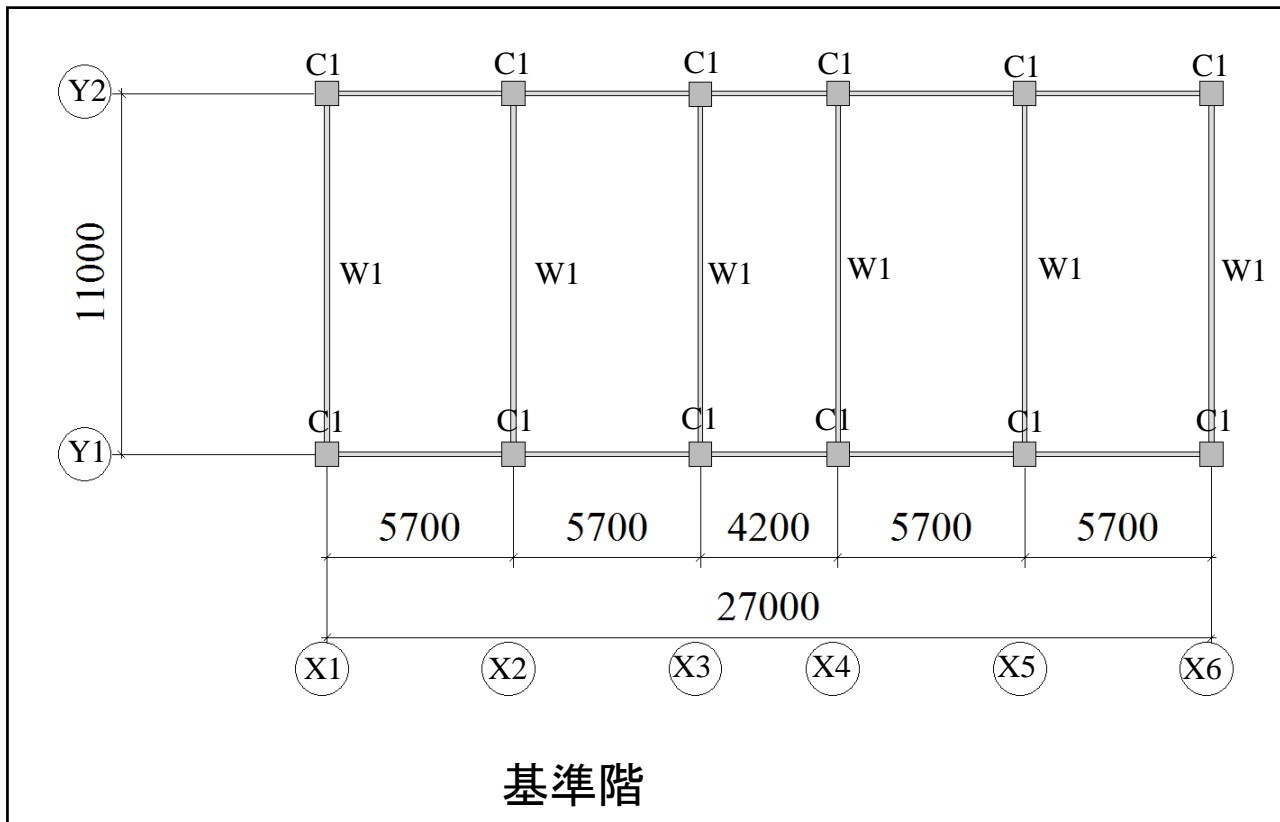 C1 C1 C1 C1 C1 C1
Y2
11000
W1 W1 W1 W1 W1 W1
C1 C1 C1 C1 C1 C1
Y1
5700 5700 4200 5700 5700
27000
X1 X2 X3 X4 X5 X6
基準階